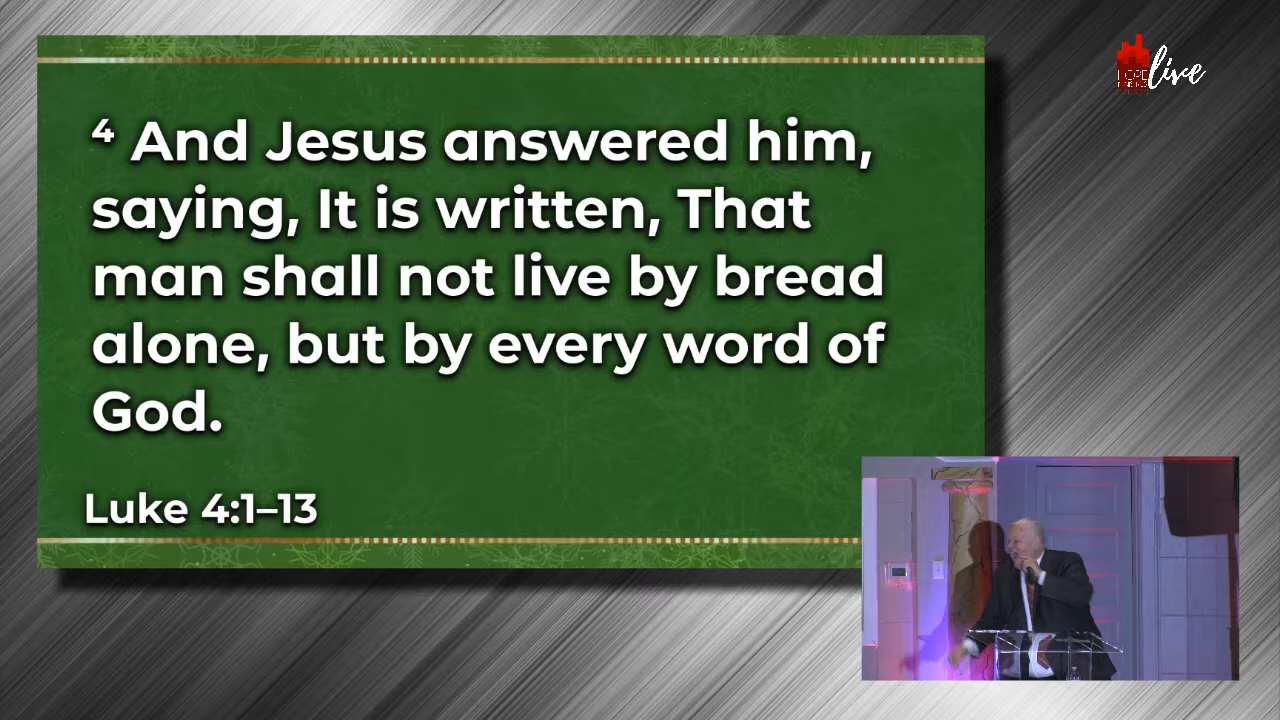 ⁴ And Jesus answered him,
saying, It is written, That
man shall not live by bread
alone, but by every word of
God.
Luke 4:1–13
live